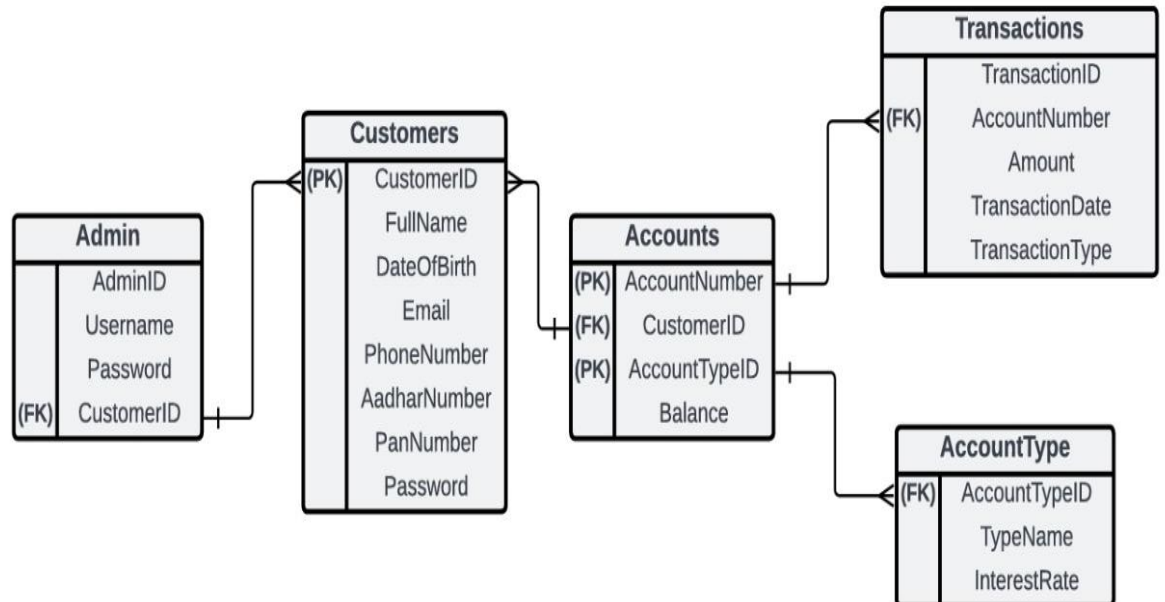 Admin
AdminID
Username
Password
(FK) CustomerID
Customers
(PK) CustomerID
FullName
DateOfBirth
Email
PhoneNumber
AadharNumber
PanNumber
Password
Accounts
(PK) AccountNumber
(FK) CustomerID
(PK) AccountTypeID
Balance
Transactions
TransactionID
(FK) AccountNumber
Amount
TransactionDate
TransactionType
AccountType
(FK) AccountTypeID
TypeName
InterestRate